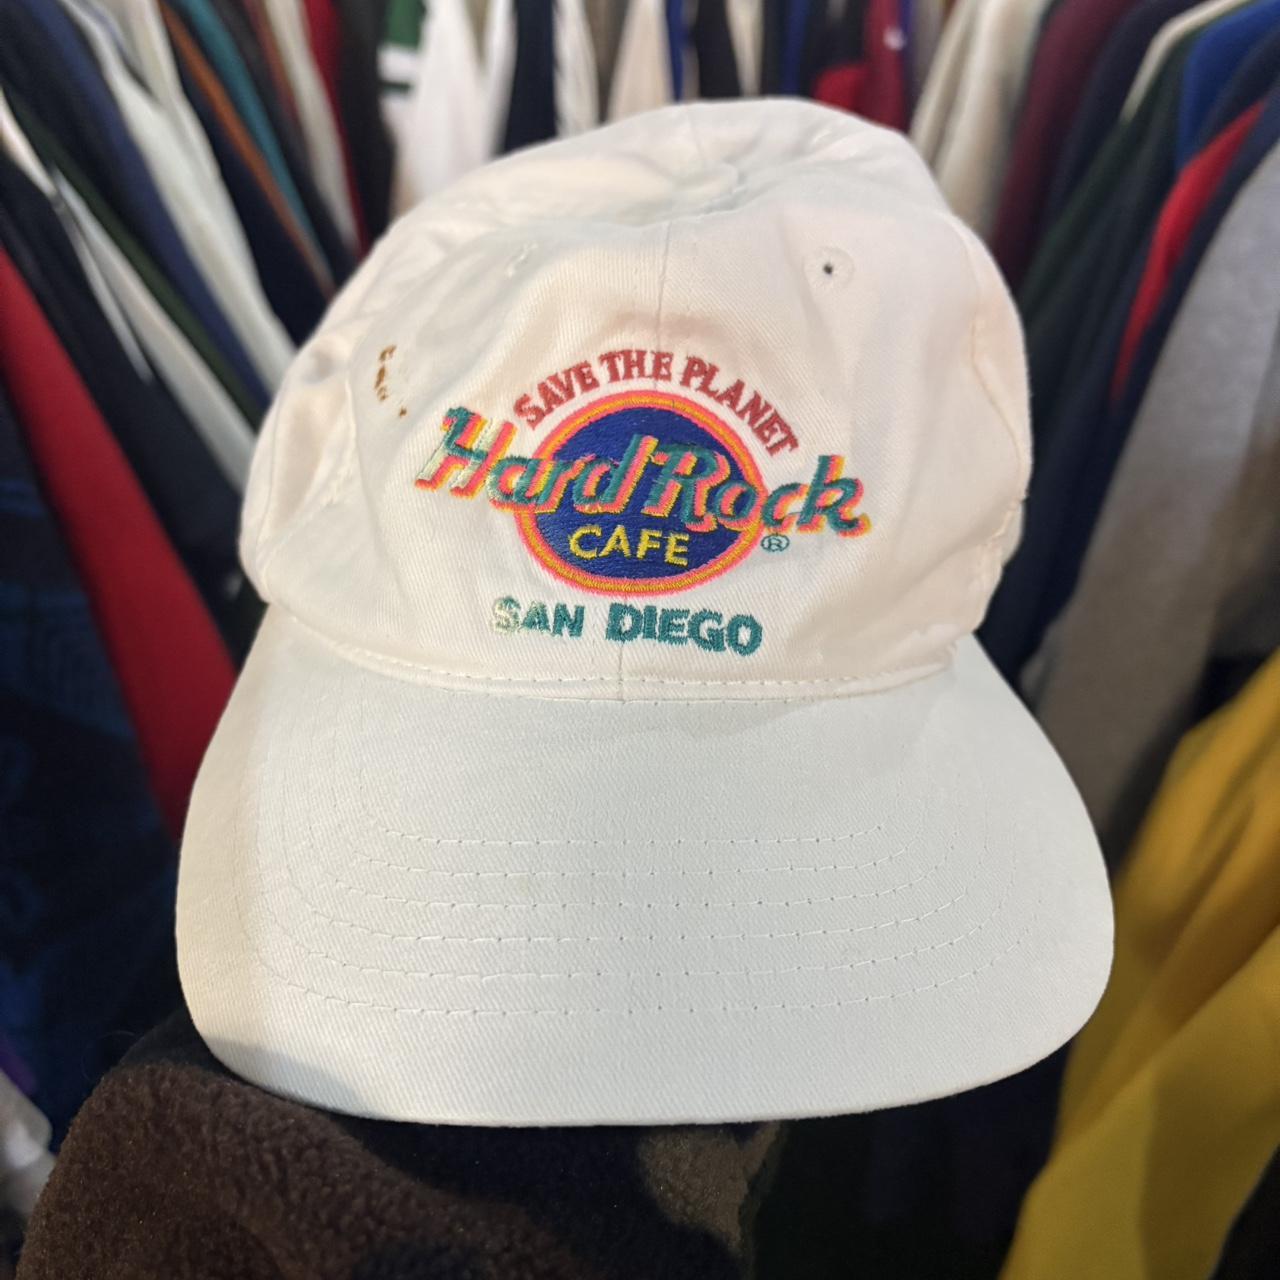 SAVE THE PLANET
Hard Rock
CAFE ®
SAN DIEGO